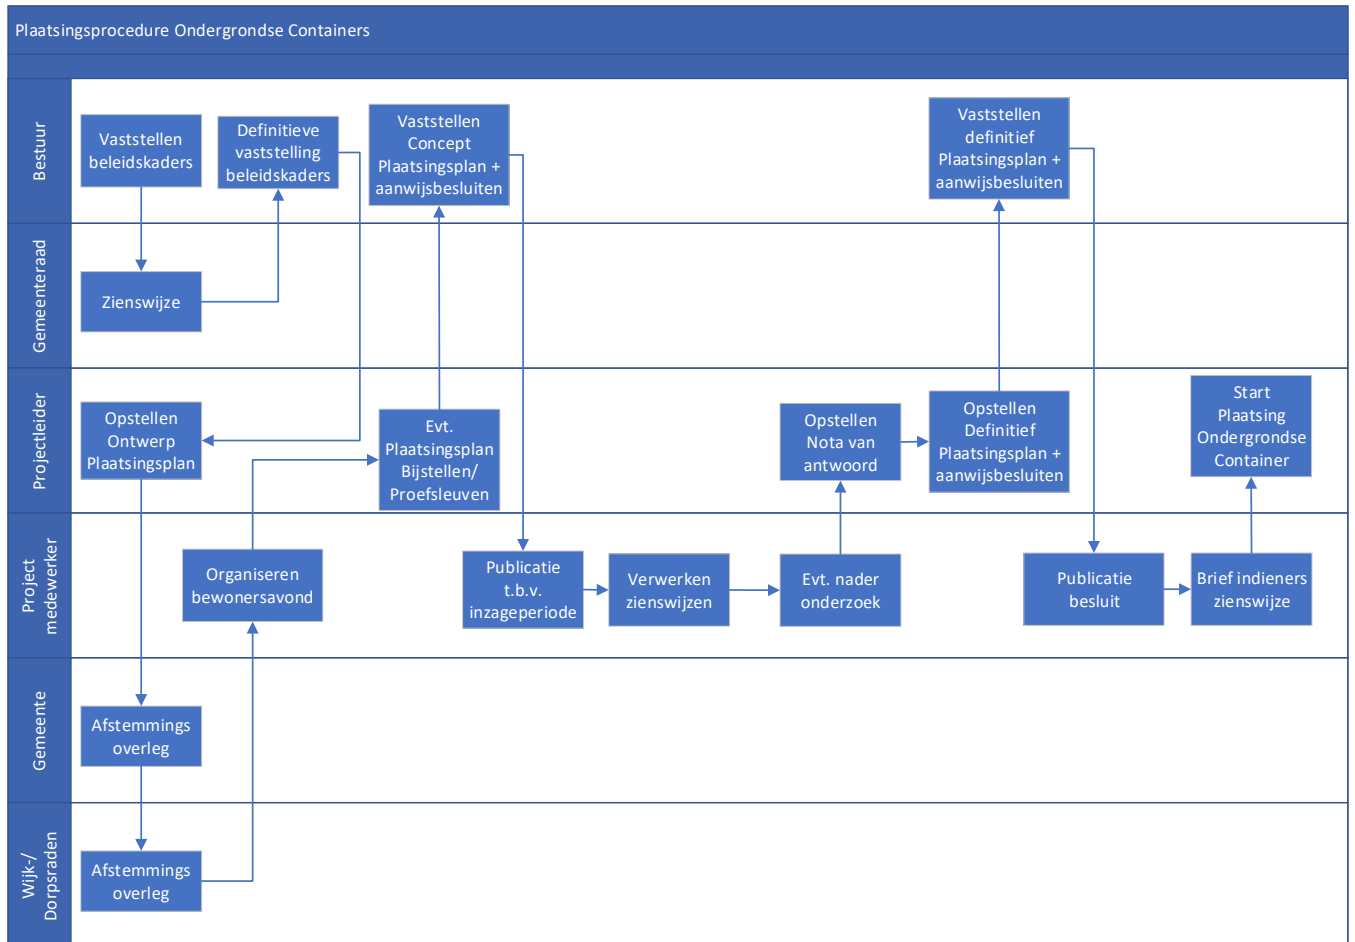 Plaatsingsprocedure Ondergrondse Containers
Bestuur
Vaststellen
beleidskaders
Definitieve
vaststelling
beleidskaders
Vaststellen
Concept
Plaatsingsplan +
aanwijsbesluiten
Vaststellen
definitief
Plaatsingsplan +
aanwijsbesluiten
Gemeenteraad
Zienswijze
Projectleider
Opstellen
Ontwerp
Plaatsingsplan
Evt.
Plaatsingsplan
Bijstellen/
Proefsleuven
Opstellen
Nota van
antwoord
Opstellen
Definitief
Plaatsingsplan +
aanwijsbesluiten
Start
Plaatsing
Ondergrondse
Container
Project
medewerker
Organiseren
bewonersavond
Publicatie
t.b.v.
inzageperiode
Verwerken
zienswijzen
Evt. nader
onderzoek
Publicatie
besluit
Brief indieners
zienswijze
Gemeente
Afstemmings
overleg
Wijk-/
Dorpsraden
Afstemmings
overleg